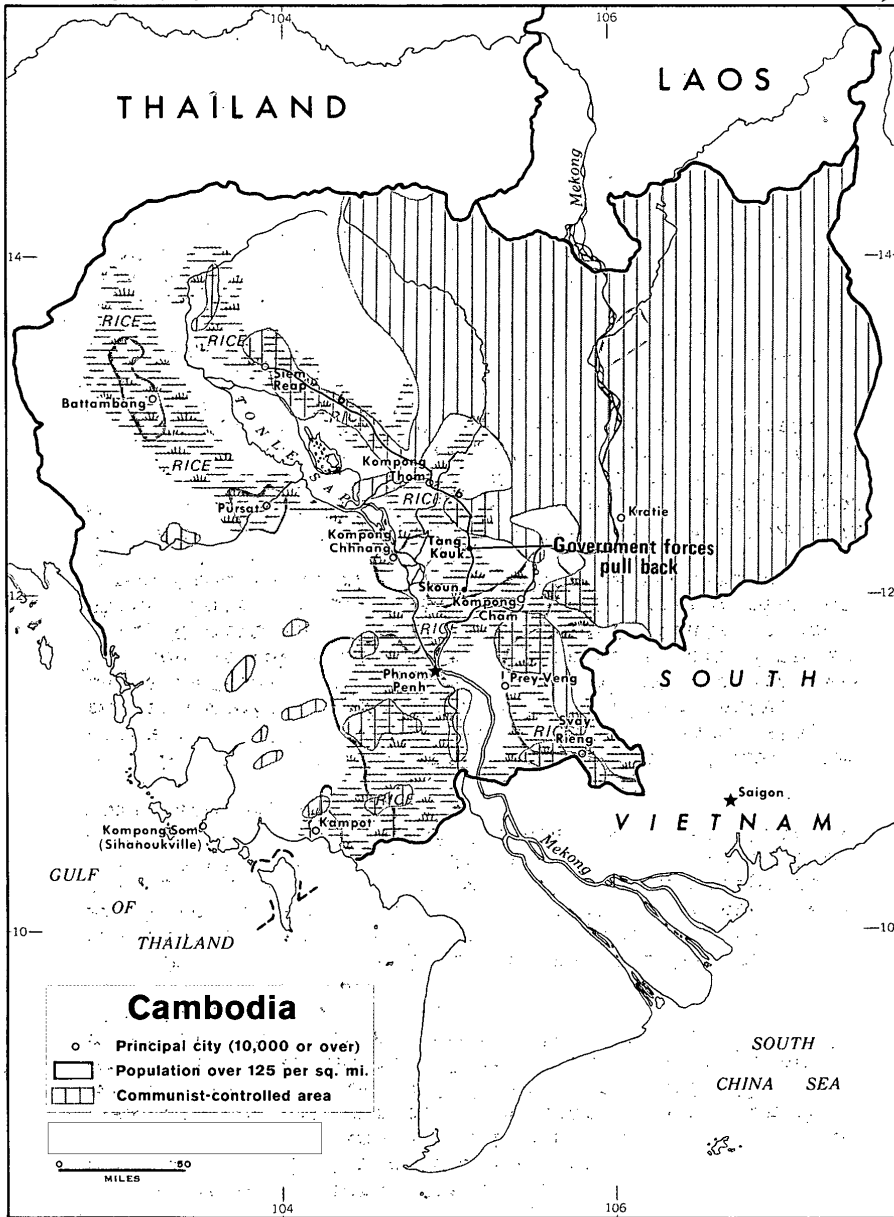 104
106
THAILAND
LAOS
Mekong
14
14
RICE
RICE
Siem
Reap
6
Battambang
RICE
TONLE SAP
RICE
Kompong
Thom
6
RICE
Pursat
Kratie
Kompong
Chhnang
Tang
Kauk
Government forces
pull back
12
12
Skoun
Kompong
Cham
RICE
Phnom
Penh
Prey Veng
SOUTH
RICE
Svay
Rieng
Saigon
RICE
Kompong Som
(Sihanoukville)
Kampot
VIETNAM
Mekong
GULF
OF
THAILAND
10
10
Cambodia
Principal city (10,000 or over)
Population over 125 per sq. mi.
Communist-controlled area
SOUTH
CHINA SEA
0 50
MILES
104
106